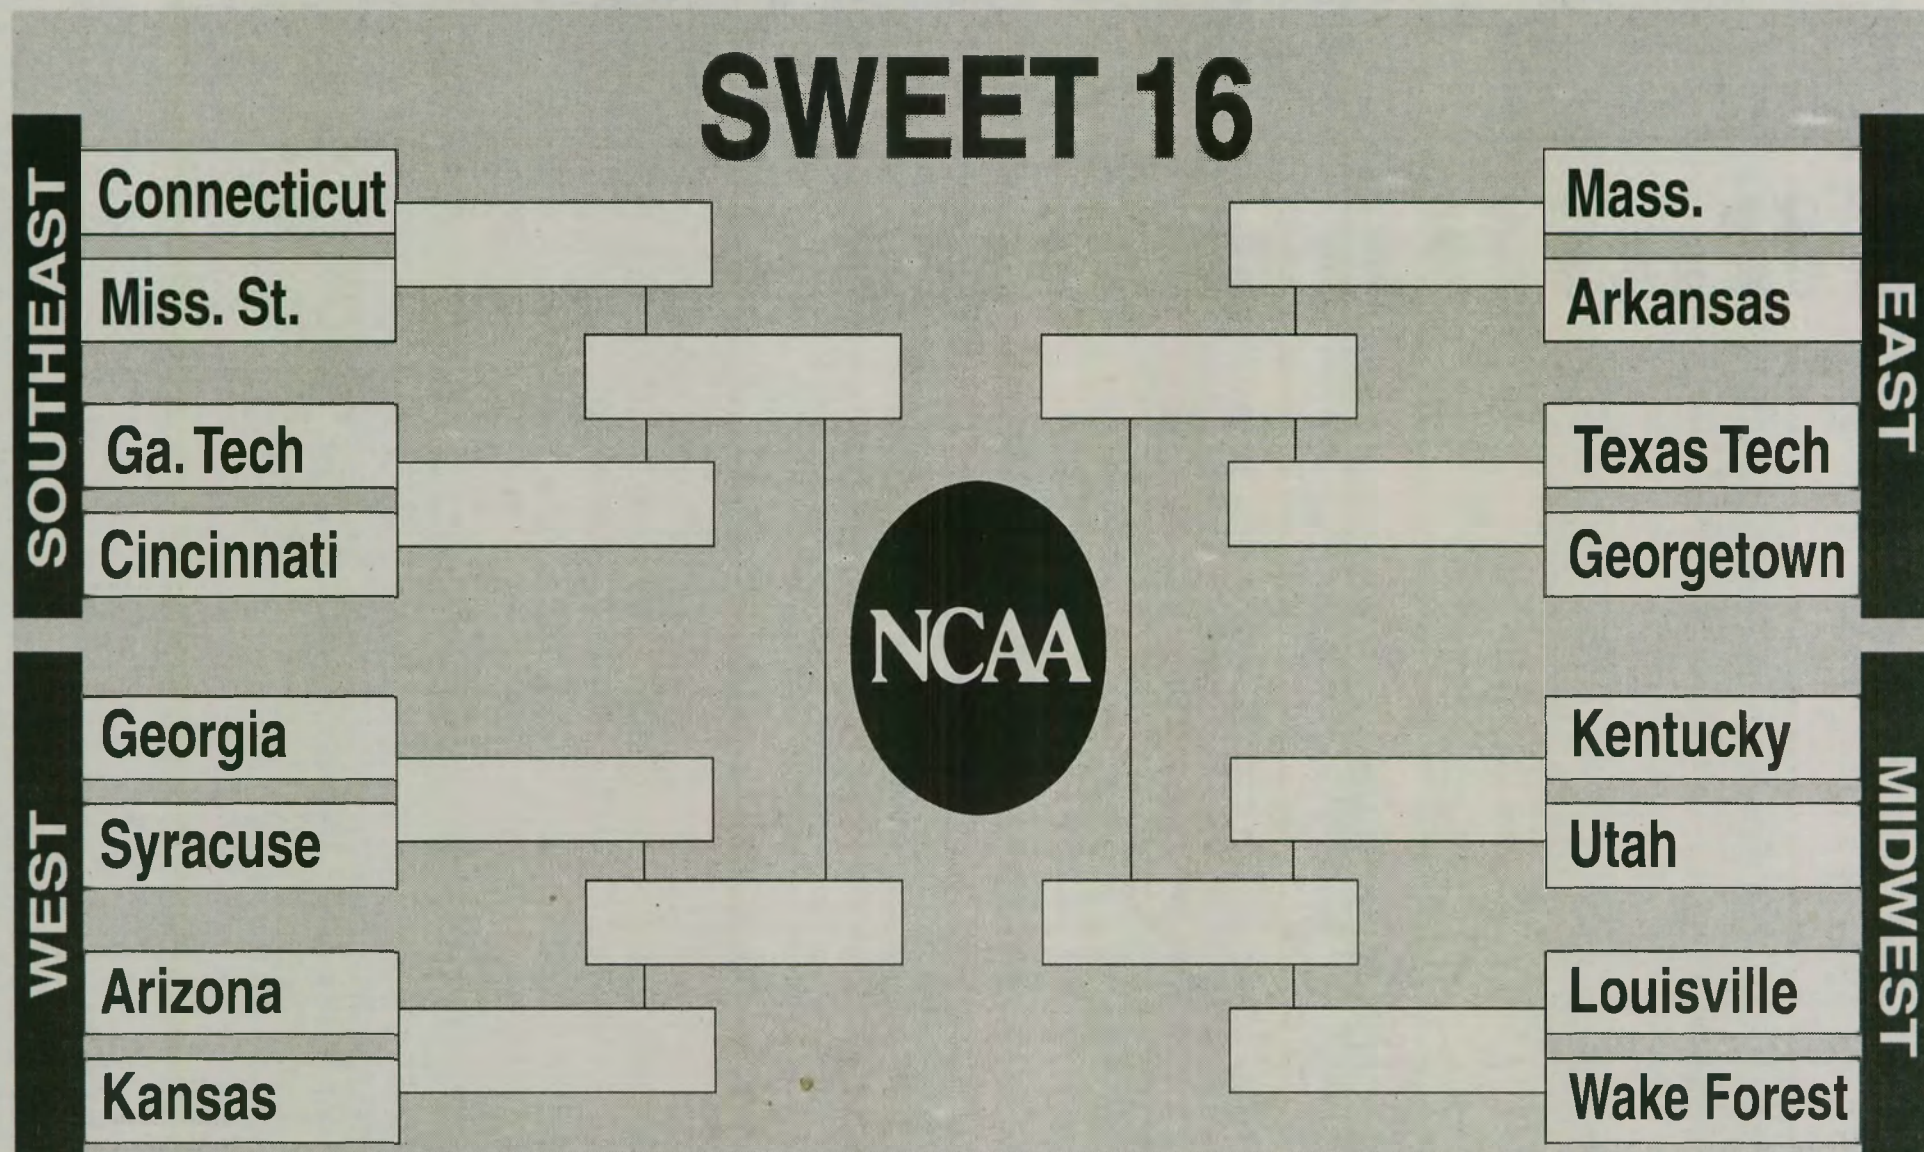 SWEET 16
SOUTHEAST
Connecticut
Miss. St.
Ga. Tech
Cincinnati
WEST
Georgia
Syracuse
Arizona
Kansas
NCAA
EAST
Mass.
Arkansas
Texas Tech
Georgetown
MIDWEST
Kentucky
Utah
Louisville
Wake Forest